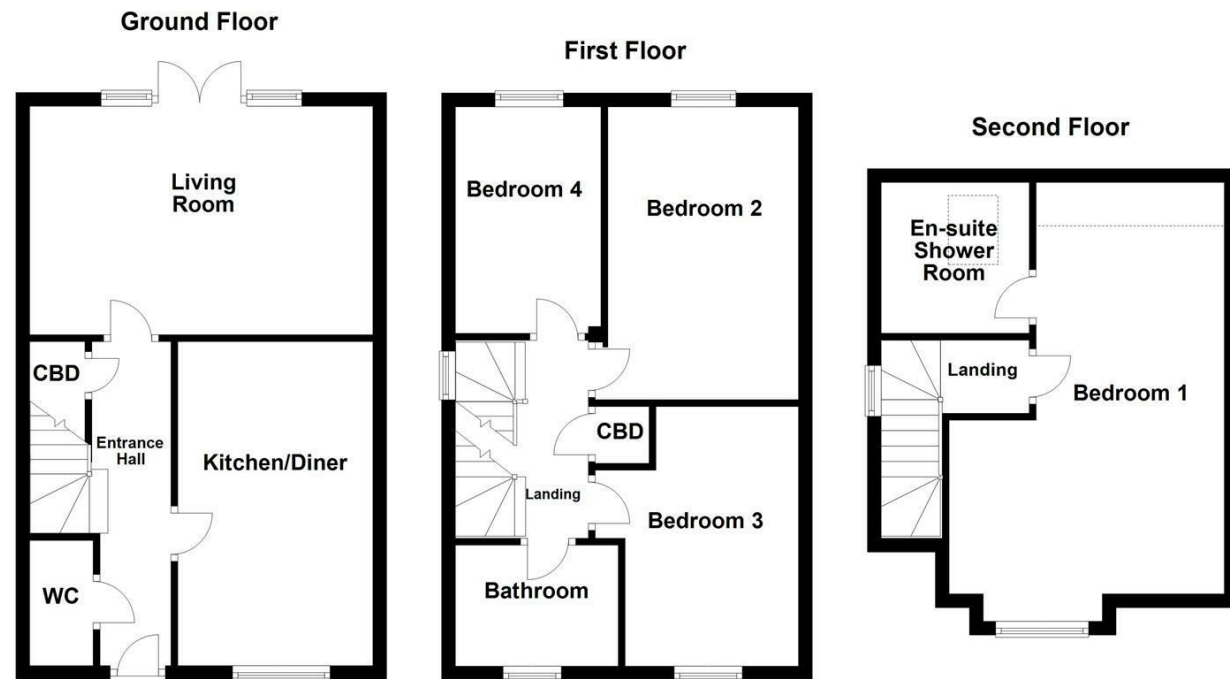 Ground Floor
Living
Room
CBD
Entrance
Hall
Kitchen/Diner
WC
First Floor
Bedroom 4
Bedroom 2
CBD
Landing
Bedroom 3
Bathroom
Second Floor
En-suite
Shower
Room
Landing
Bedroom 1